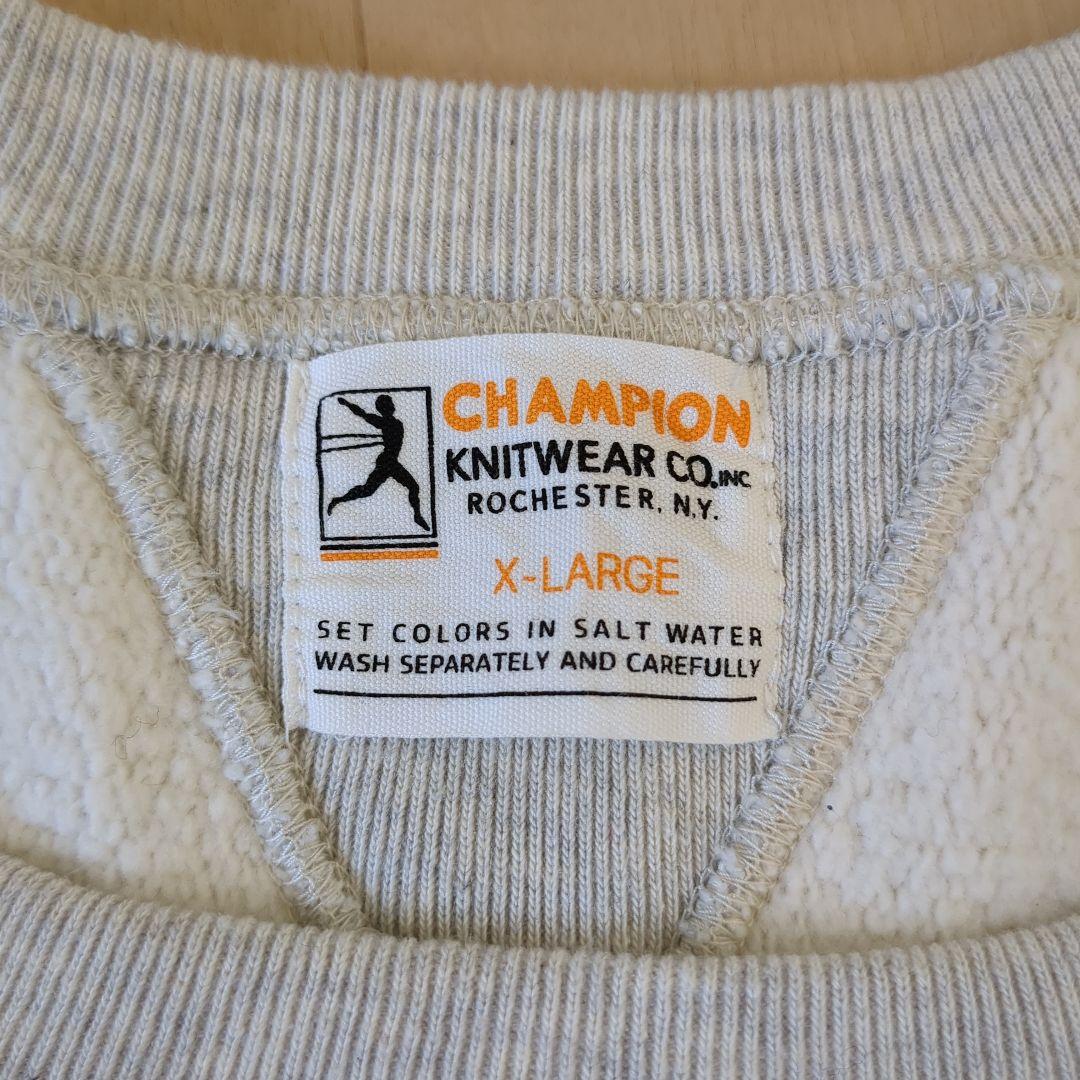 CHAMPION
KNITWEAR CO.,INC.
ROCHESTER, N.Y.
X-LARGE
SET COLORS IN SALT WATER
WASH SEPARATELY AND CAREFULLY